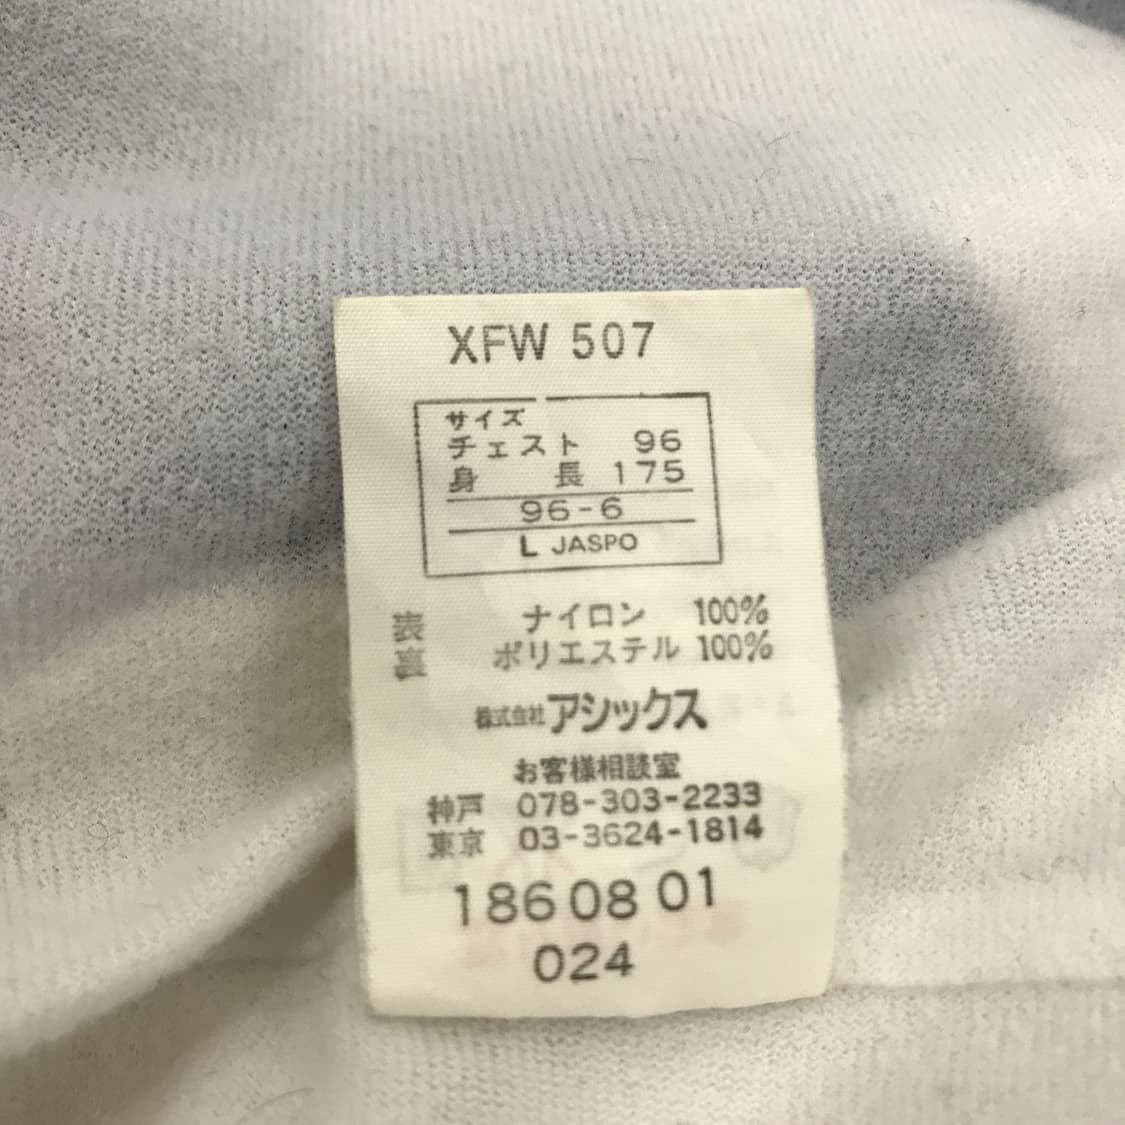 XFW 507
サイズ
チェスト 96
身長 175
96-6
L JASPO
表 ナイロン 100%
裏 ポリエステル 100%
株式会社アシックス
お客様相談室
神戸 078-303-2233
東京 03-3624-1814
186 08 01
024